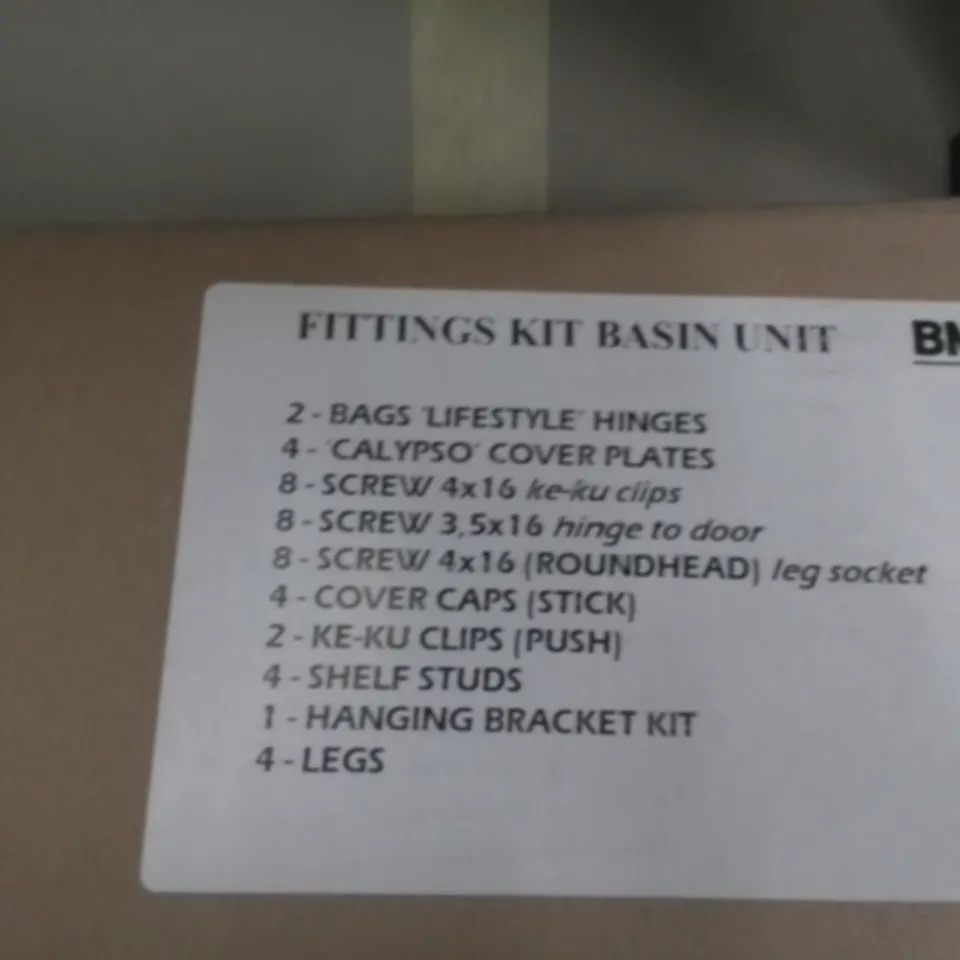 FITTINGS KIT BASIN UNIT
2 - BAGS 'LIFESTYLE' HINGES
4 - 'CALYPSO' COVER PLATES
8 - SCREW 4x16 ke-ku clips
8 - SCREW 3,5x16 hinge to door
8 - SCREW 4x16 (ROUNDHEAD) leg socket
4 - COVER CAPS (STICK)
2 - KE-KU CLIPS (PUSH)
4 - SHELF STUDS
1 - HANGING BRACKET KIT
4 - LEGS